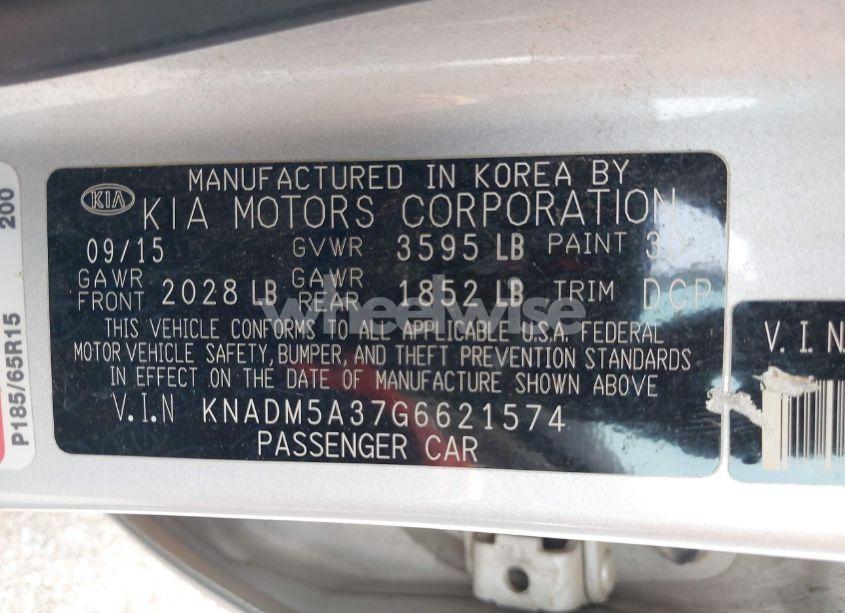 MANUFACTURED IN KOREA BY
KIA KIA MOTORS CORPORATION
09/15 GVWR 3595 LB PAINT
GAWR FRONT 2028 LB GAWR REAR 1852 LB TRIM DCP
THIS VEHICLE CONFORMS TO ALL APPLICABLE U.S.A. FEDERAL
MOTOR VEHICLE SAFETY, BUMPER, AND THEFT PREVENTION STANDARDS
IN EFFECT ON THE DATE OF MANUFACTURE SHOWN ABOVE
V.I.N KNADM5A37G6621574
PASSENGER CAR
wheelwise
P185/65R15 200
V.I.N